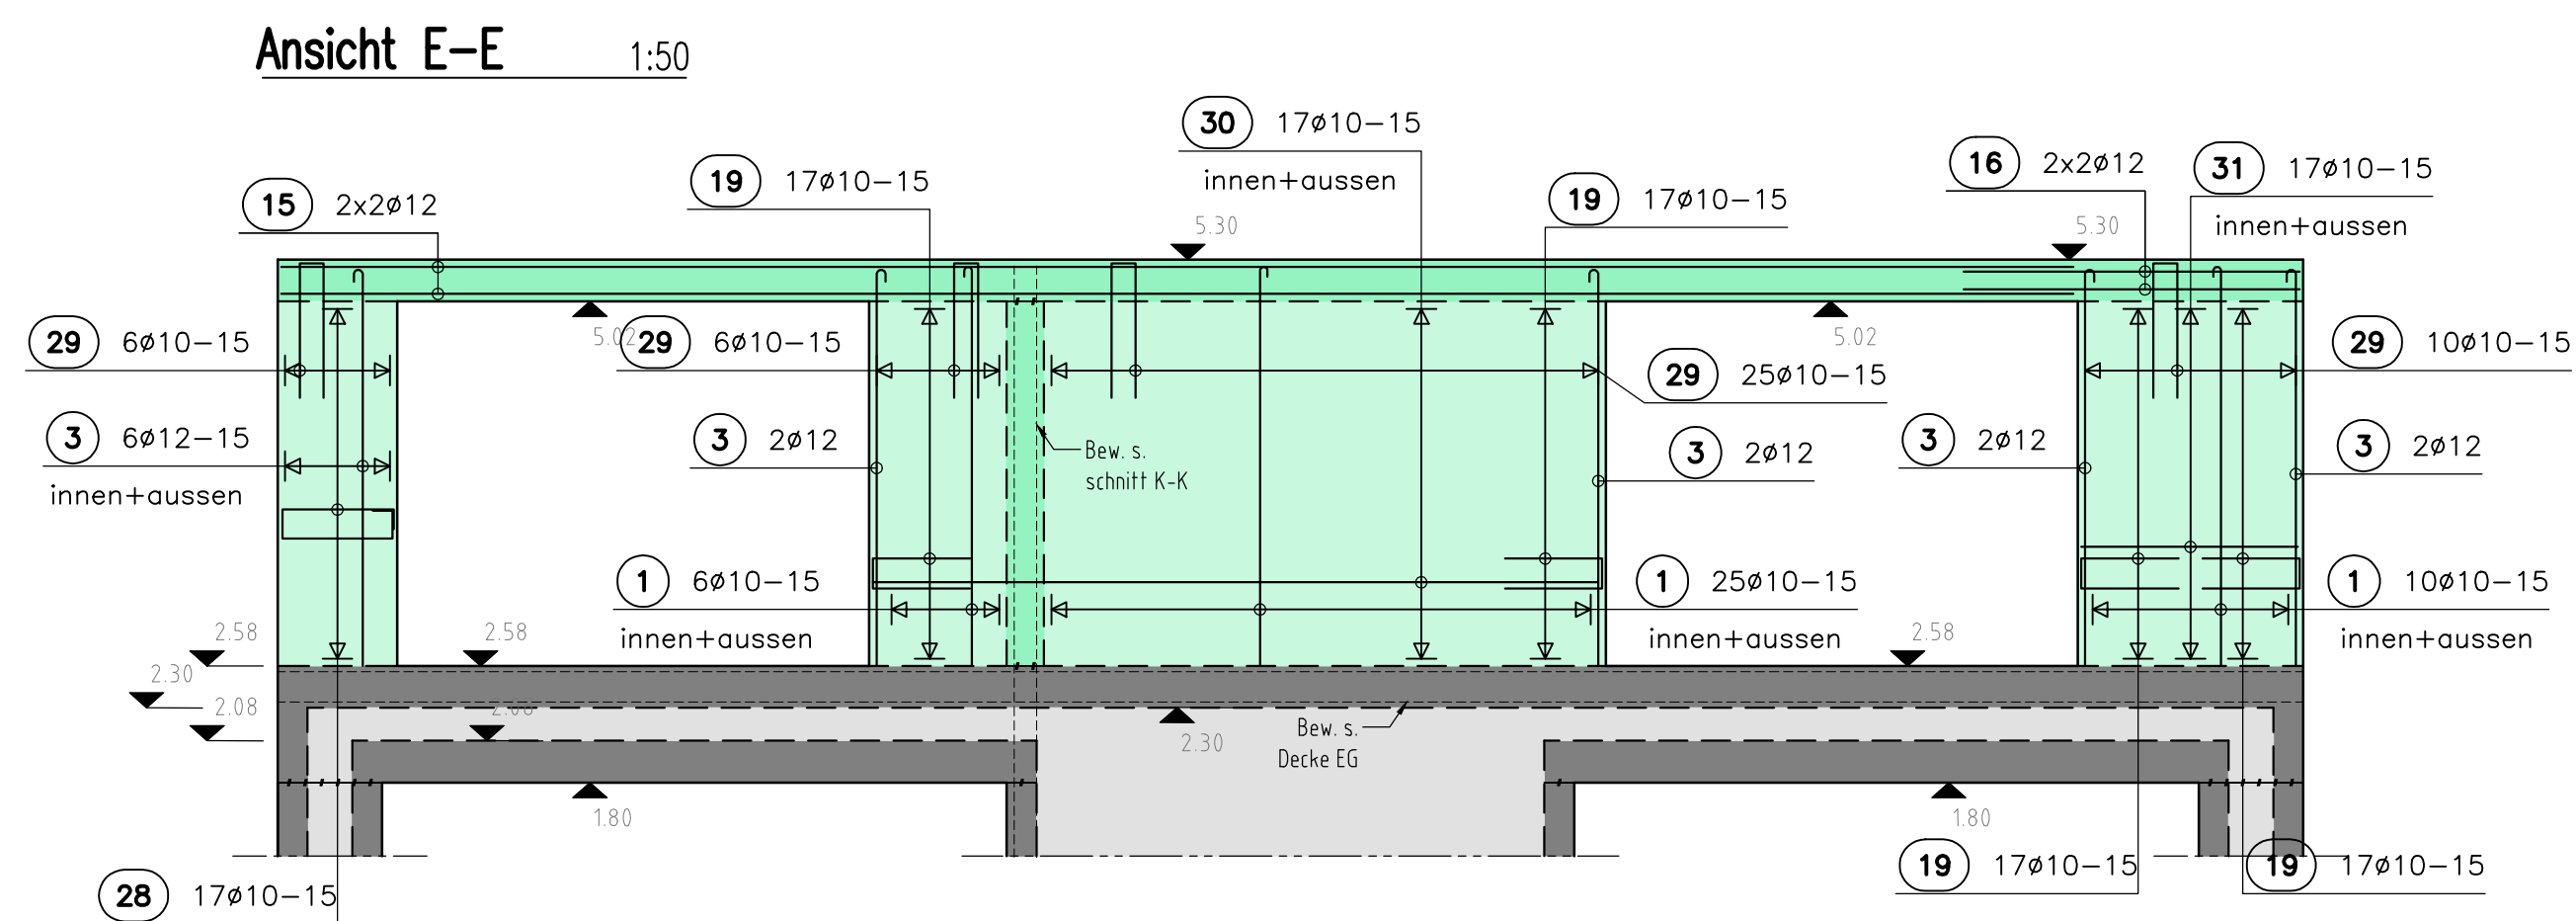 Ansicht E-E 1:50
30 17ø10-15
innen+aussen
16 2x2ø12
31 17ø10-15
innen+aussen
15 2x2ø12
19 17ø10-15
19 17ø10-15
5.30
5.30
29 6ø10-15
5.02
29 6ø10-15
5.02
29 10ø10-15
29 25ø10-15
3 6ø12-15
innen+aussen
3 2ø12
Bew. s.
schnitt K-K
3 2ø12
3 2ø12
3 2ø12
1 6ø10-15
innen+aussen
1 25ø10-15
innen+aussen
1 10ø10-15
innen+aussen
2.58
2.58
2.58
2.30
2.08
2.08
2.30
Bew. s.
Decke EG
1.80
1.80
28 17ø10-15
19 17ø10-15
19 17ø10-15